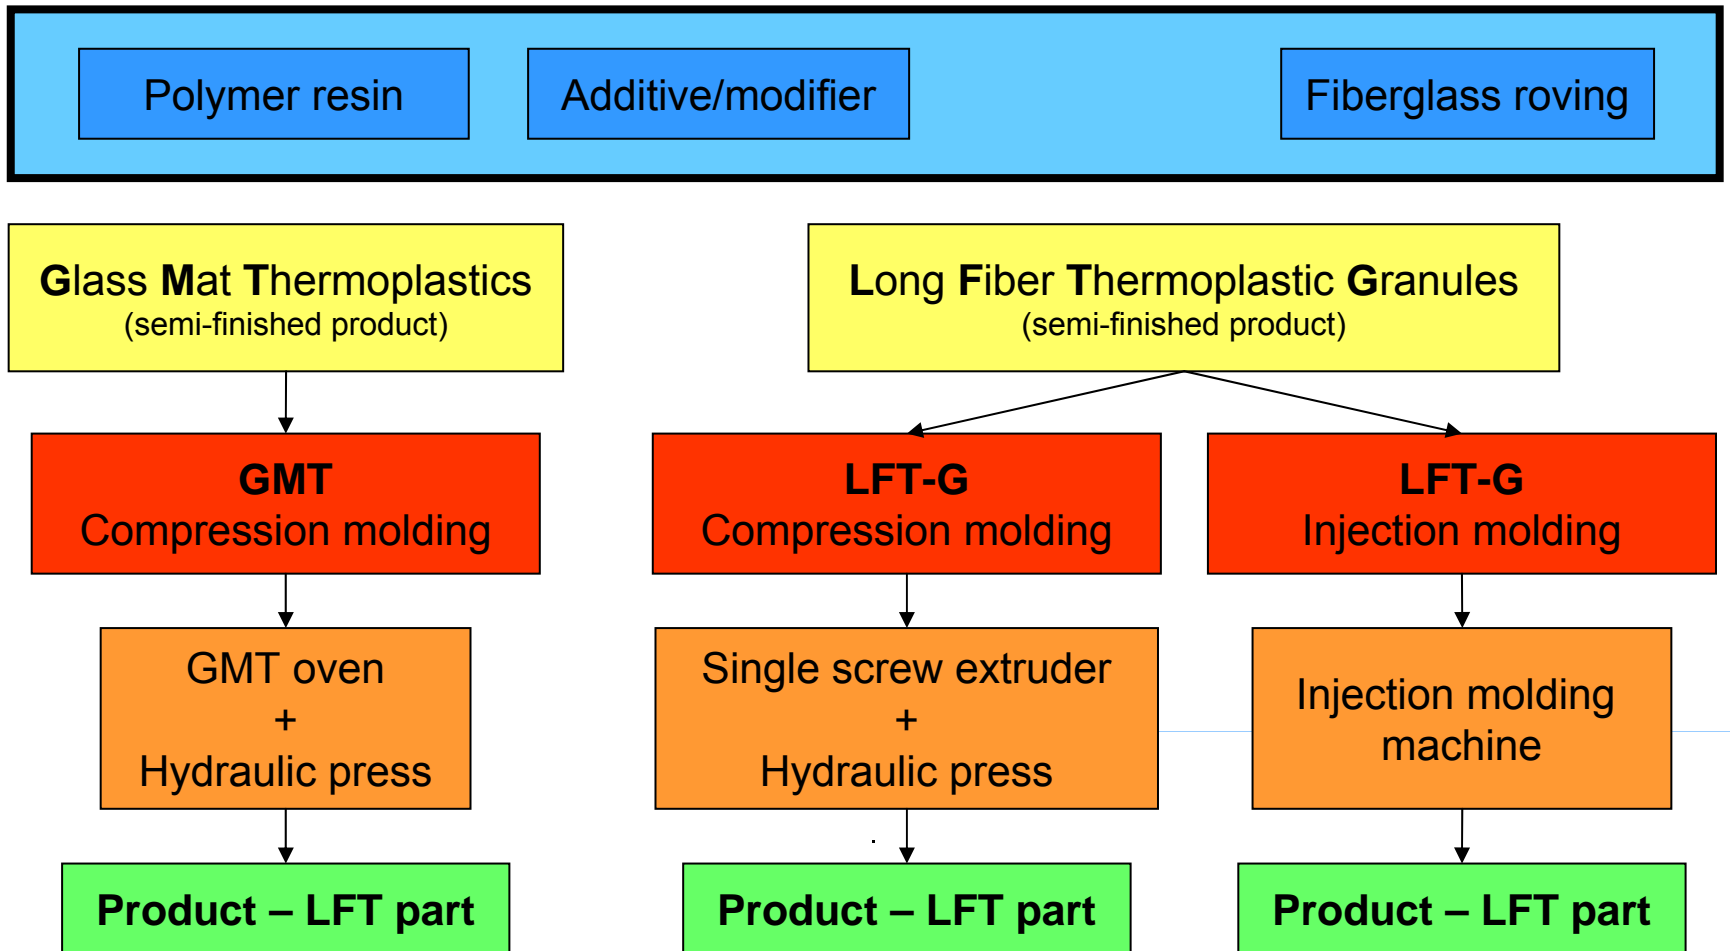 Polymer resin
Additive/modifier
Fiberglass roving
Glass Mat Thermoplastics
(semi-finished product)
Long Fiber Thermoplastic Granules
(semi-finished product)
GMT
Compression molding
LFT-G
Compression molding
LFT-G
Injection molding
GMT oven
+
Hydraulic press
Single screw extruder
+
Hydraulic press
Injection molding
machine
Product – LFT part
Product – LFT part
Product – LFT part